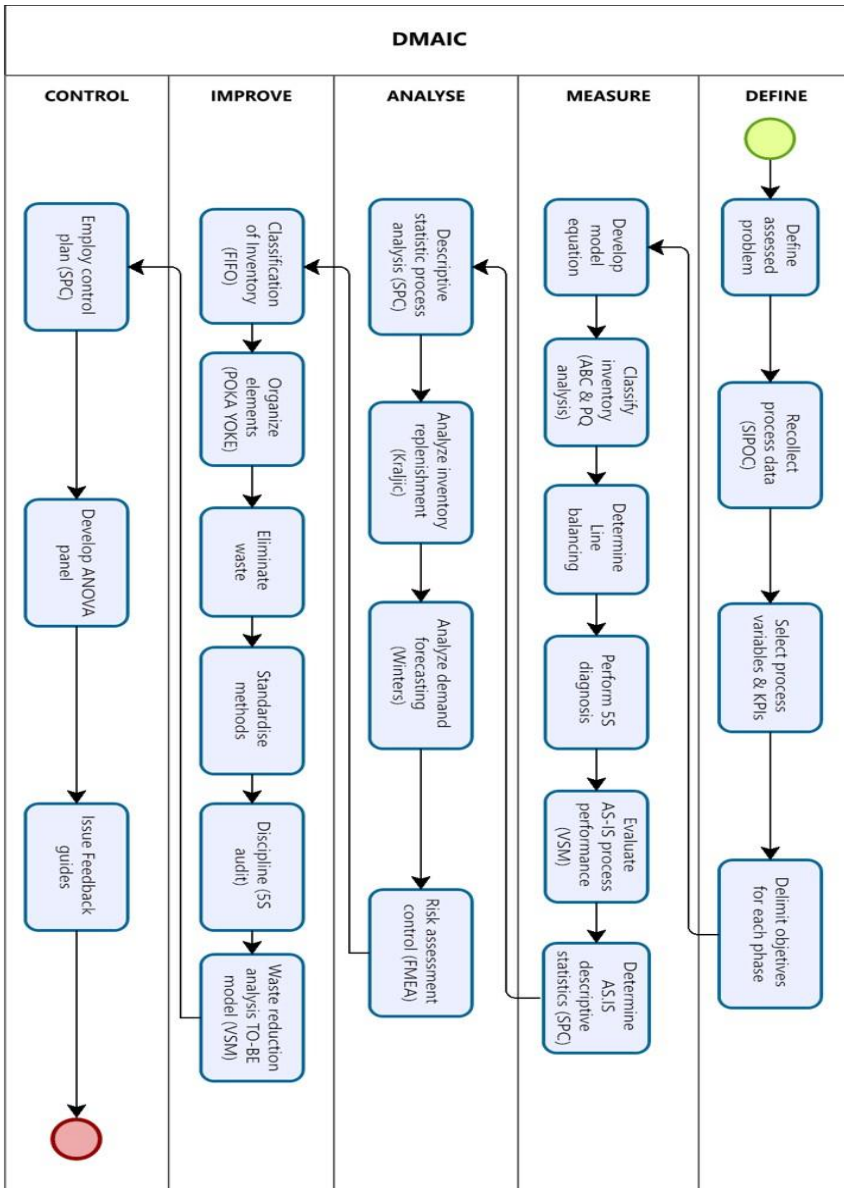 DMAIC
DEFINE
Define
assessed
problem
Recollect
process data
(SIPOC)
Select process
variables & KPIs
Delimit objetives
for each phase
MEASURE
Develop
model
equation
Classify
inventory
(ABC & PQ
analysis)
Determine
Line
balancing
Perform 5S
diagnosis
Evaluate
AS-IS process
performance
(VSM)
Determine
AS.IS
descriptive
statistics (SPC)
ANALYSE
Descriptive
statistic process
analysis (SPC)
Analyze inventory
replenishment
(Kraljic)
Analyze demand
forecasting
(Winters)
Risk assessment
control (FMEA)
IMPROVE
Classification
of Inventory
(FIFO)
Organize
elements
(POKA YOKE)
Eliminate
waste
Standardise
methods
Discipline (5S
audit)
Waste reduction
analysis TO-BE
model (VSM)
CONTROL
Employ control
plan (SPC)
Develop ANOVA
panel
Issue Feedback
guides